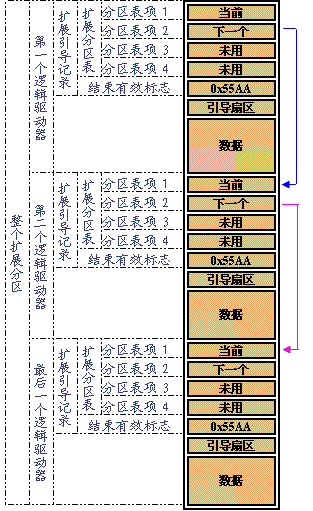 整个扩展分区
第一个逻辑驱动器
扩展引导记录
扩展分区表
分区表项 1 当前
分区表项 2 下一个
分区表项 3 未用
分区表项 4 未用
结束有效标志 0x55AA
引导扇区
数据
第二个逻辑驱动器
扩展引导记录
扩展分区表
分区表项 1 当前
分区表项 2 下一个
分区表项 3 未用
分区表项 4 未用
结束有效标志 0x55AA
引导扇区
数据
最后一个逻辑驱动器
扩展引导记录
扩展分区表
分区表项 1 当前
分区表项 2 下一个
分区表项 3 未用
分区表项 4 未用
结束有效标志 0x55AA
引导扇区
数据